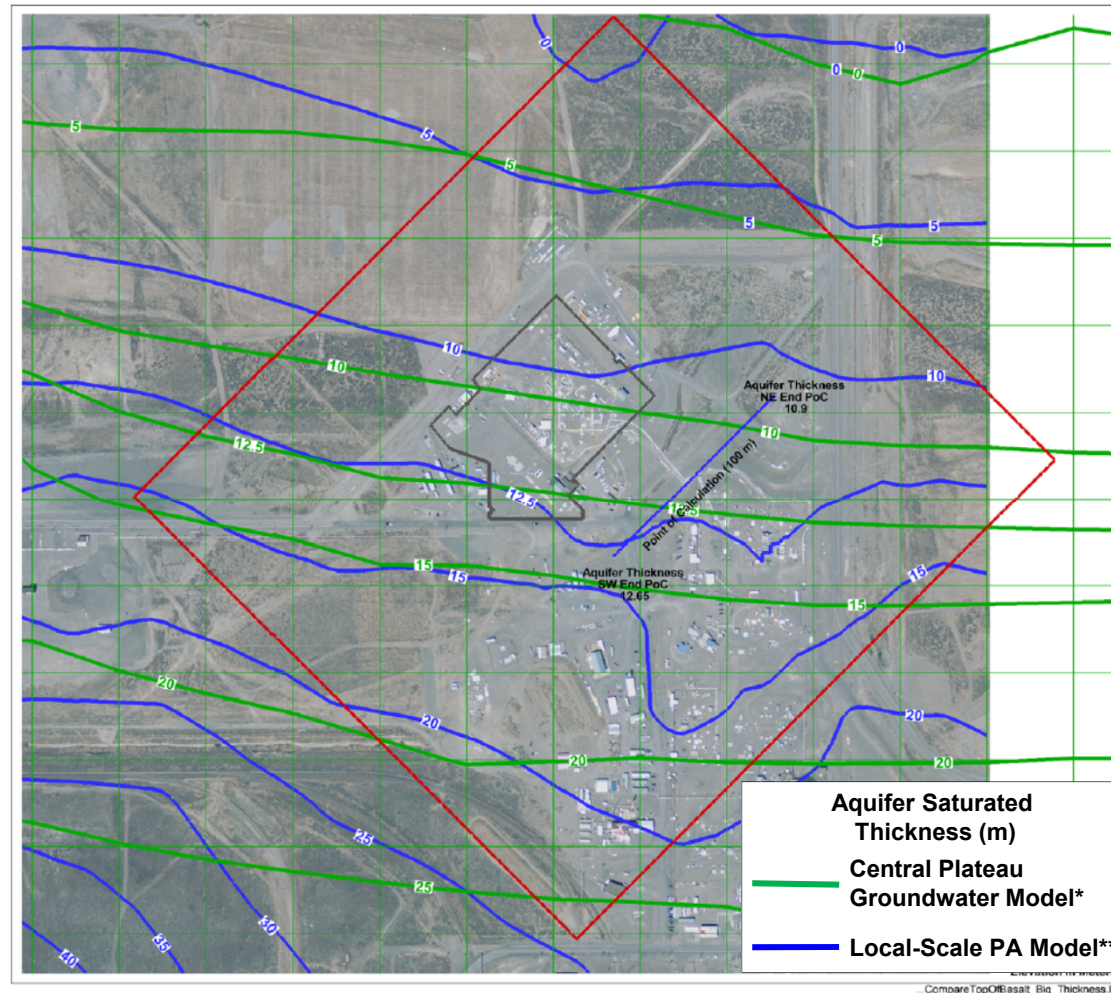 0
0
0
0
5
5
5
5
5
5
10
10
10
10
Aquifer Thickness
NE End PoC
10.9
12.5
12.5
12.5
Point of Calculation (100 m)
15
15
15
15
Aquifer Thickness
SW End PoC
12.65
20
20
20
20
25
25
30
35
40
Aquifer Saturated
Thickness (m)
Central Plateau
Groundwater Model*
Local-Scale PA Model**
...CompareTopOfBasalt_Big_Thickness.